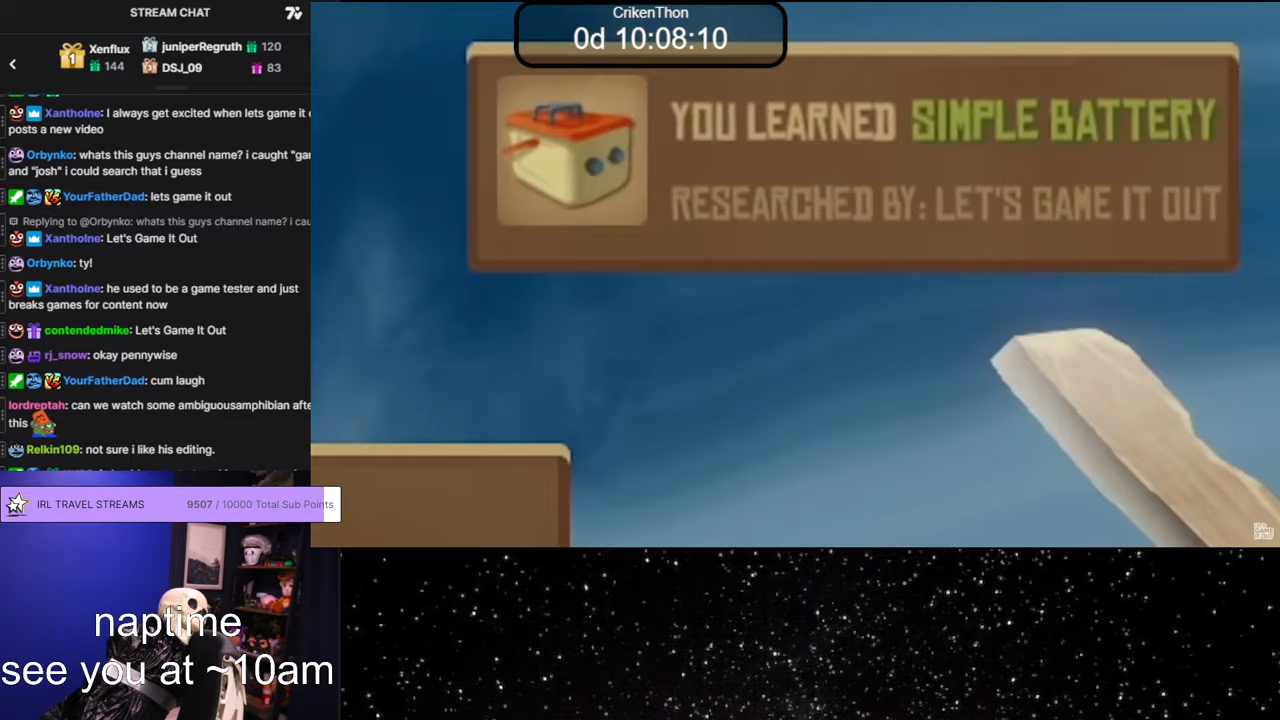 STREAM CHAT
1 Xenflux 144
2 juniperRegruth 120
3 DSJ_09 83
Xantholne: I always get excited when lets game it
posts a new video
Orbynko: whats this guys channel name? i caught "gar
and "josh" i could search that i guess
YourFatherDad: lets game it out
Replying to @Orbynko: whats this guys channel name? i cau
Xantholne: Let's Game It Out
Orbynko: ty!
Xantholne: he used to be a game tester and just
breaks games for content now
contendedmike: Let's Game It Out
rj_snow: okay pennywise
YourFatherDad: cum laugh
lordreptah: can we watch some ambiguousamphibian afte
this
Relkin109: not sure i like his editing.
IRL TRAVEL STREAMS 9507 / 10000 Total Sub Points
naptime
see you at ~10am
CrikenThon
0d 10:08:10
YOU LEARNED SIMPLE BATTERY
RESEARCHED BY: LET'S GAME IT OUT